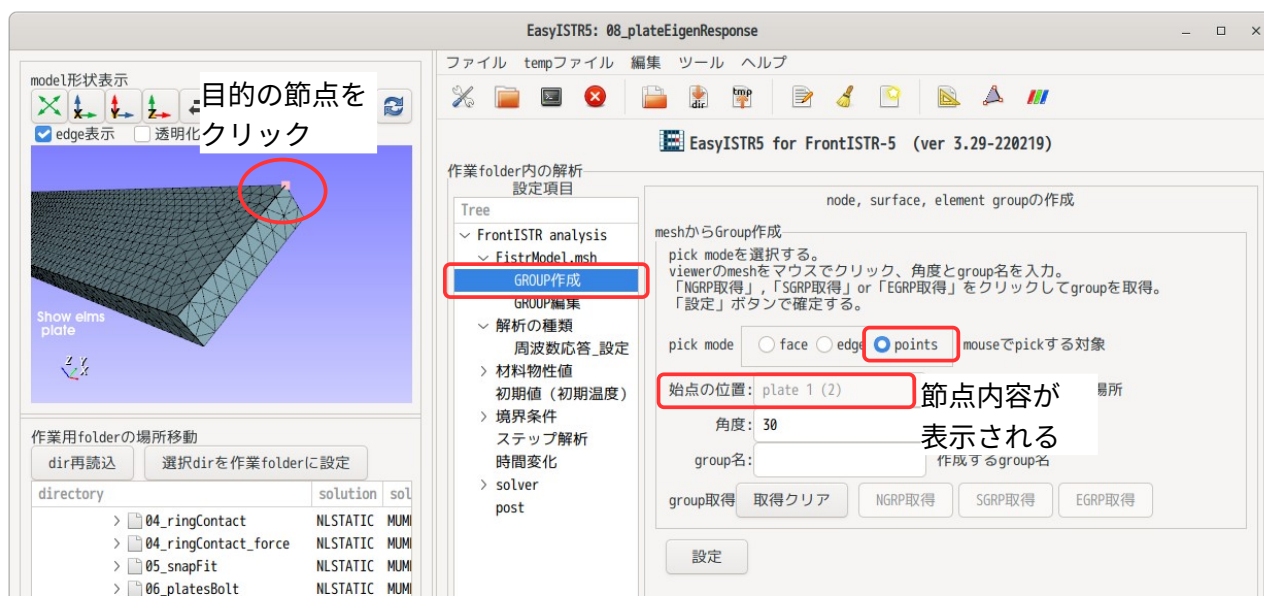 EasyISTR5: 08_plateEigenResponse
ファイル tempファイル 編集 ツール ヘルプ
model形状表示
目的の節点を
クリック
edge表示 透明化
Show elms
plate
Z Y
X
dir tmp
EasyISTR5 for FrontISTR-5 (ver 3.29-220219)
作業folder内の解析
設定項目
Tree
FrontISTR analysis
FistrModel.msh
GROUP作成
GROUP編集
解析の種類
周波数応答_設定
材料物性値
初期値（初期温度）
境界条件
ステップ解析
時間変化
solver
post
node, surface, element groupの作成
meshからGroup作成
pick modeを選択する。
viewerのmeshをマウスでクリック、角度とgroup名を入力。
「NGRP取得」,「SGRP取得」or「EGRP取得」をクリックしてgroupを取得。
「設定」ボタンで確定する。
pick mode face edge points mouseでpickする対象
始点の位置: plate 1 (2) 場所
節点内容が
表示される
角度: 30
group名: 作成するgroup名
group取得 取得クリア NGRP取得 SGRP取得 EGRP取得
設定
作業用folderの場所移動
dir再読込 選択dirを作業folderに設定
directory solution sol
04_ringContact NLSTATIC MUM
04_ringContact_force NLSTATIC MUM
05_snapFit NLSTATIC MUM
06_platesBolt NLSTATIC MUM